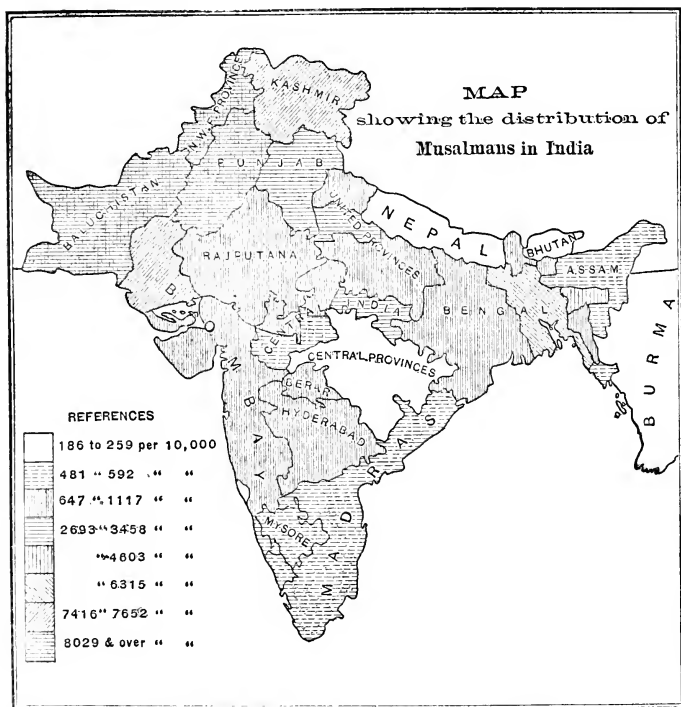 MAP
showing the distribution of
Musalmans in India
KASHMIR
N.W.F. PROVINCE
PUNJAB
BALUCHISTAN
UNITED PROVINCES
NEPAL
BHUTAN
ASSAM
RAJPUTANA
BENGAL
CENTRAL INDIA
CENTRAL PROVINCES
BERAR
HYDERABAD
BOMBAY
BURMA
MADRAS
MYSORE
REFERENCES
186 to 259 per 10,000
481 " 592 " "
647 " 1117 " "
2693 " 3458 " "
" 4603 " "
" 6315 " "
7416 " 7652 " "
8029 & over " "